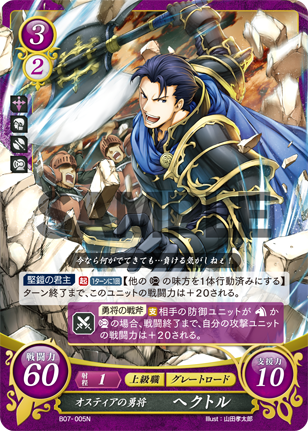 3
2
SAMPLE
今なら何がでてきても…負ける気がしねぇ!
堅鎧の君主 起 1ターンに1回 【他の の味方を1体行動済みにする】
ターン終了まで、このユニットの戦闘力は+20される。
勇将の戦斧 支 相手の防御ユニットが か
の場合、戦闘終了まで、自分の攻撃ユニット
の戦闘力は+20される。
戦闘力
60
射程 1 上級職 グレートロード
支援力
10
オスティアの勇将 ヘクトル
B07-005N
Illust:山田孝太郎